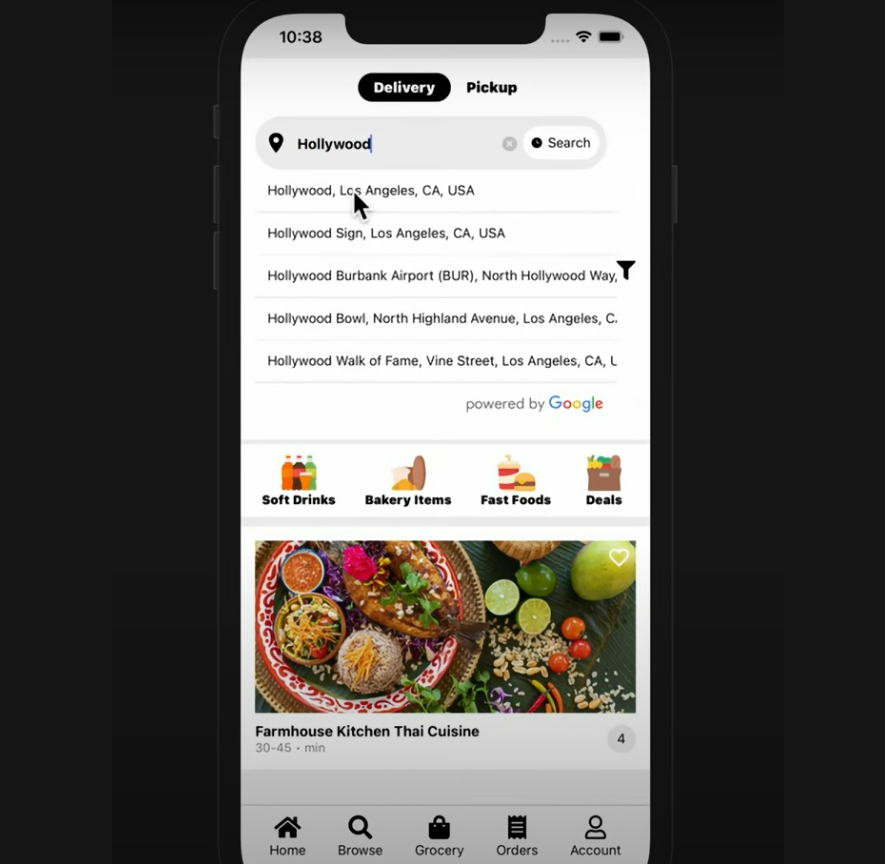 10:38
Delivery Pickup
Hollywood Search
Hollywood, Los Angeles, CA, USA
Hollywood Sign, Los Angeles, CA, USA
Hollywood Burbank Airport (BUR), North Hollywood Way,
Hollywood Bowl, North Highland Avenue, Los Angeles, C
Hollywood Walk of Fame, Vine Street, Los Angeles, CA, U
powered by Google
Soft Drinks Bakery Items Fast Foods Deals
Farmhouse Kitchen Thai Cuisine
30-45 • min 4
Home Browse Grocery Orders Account